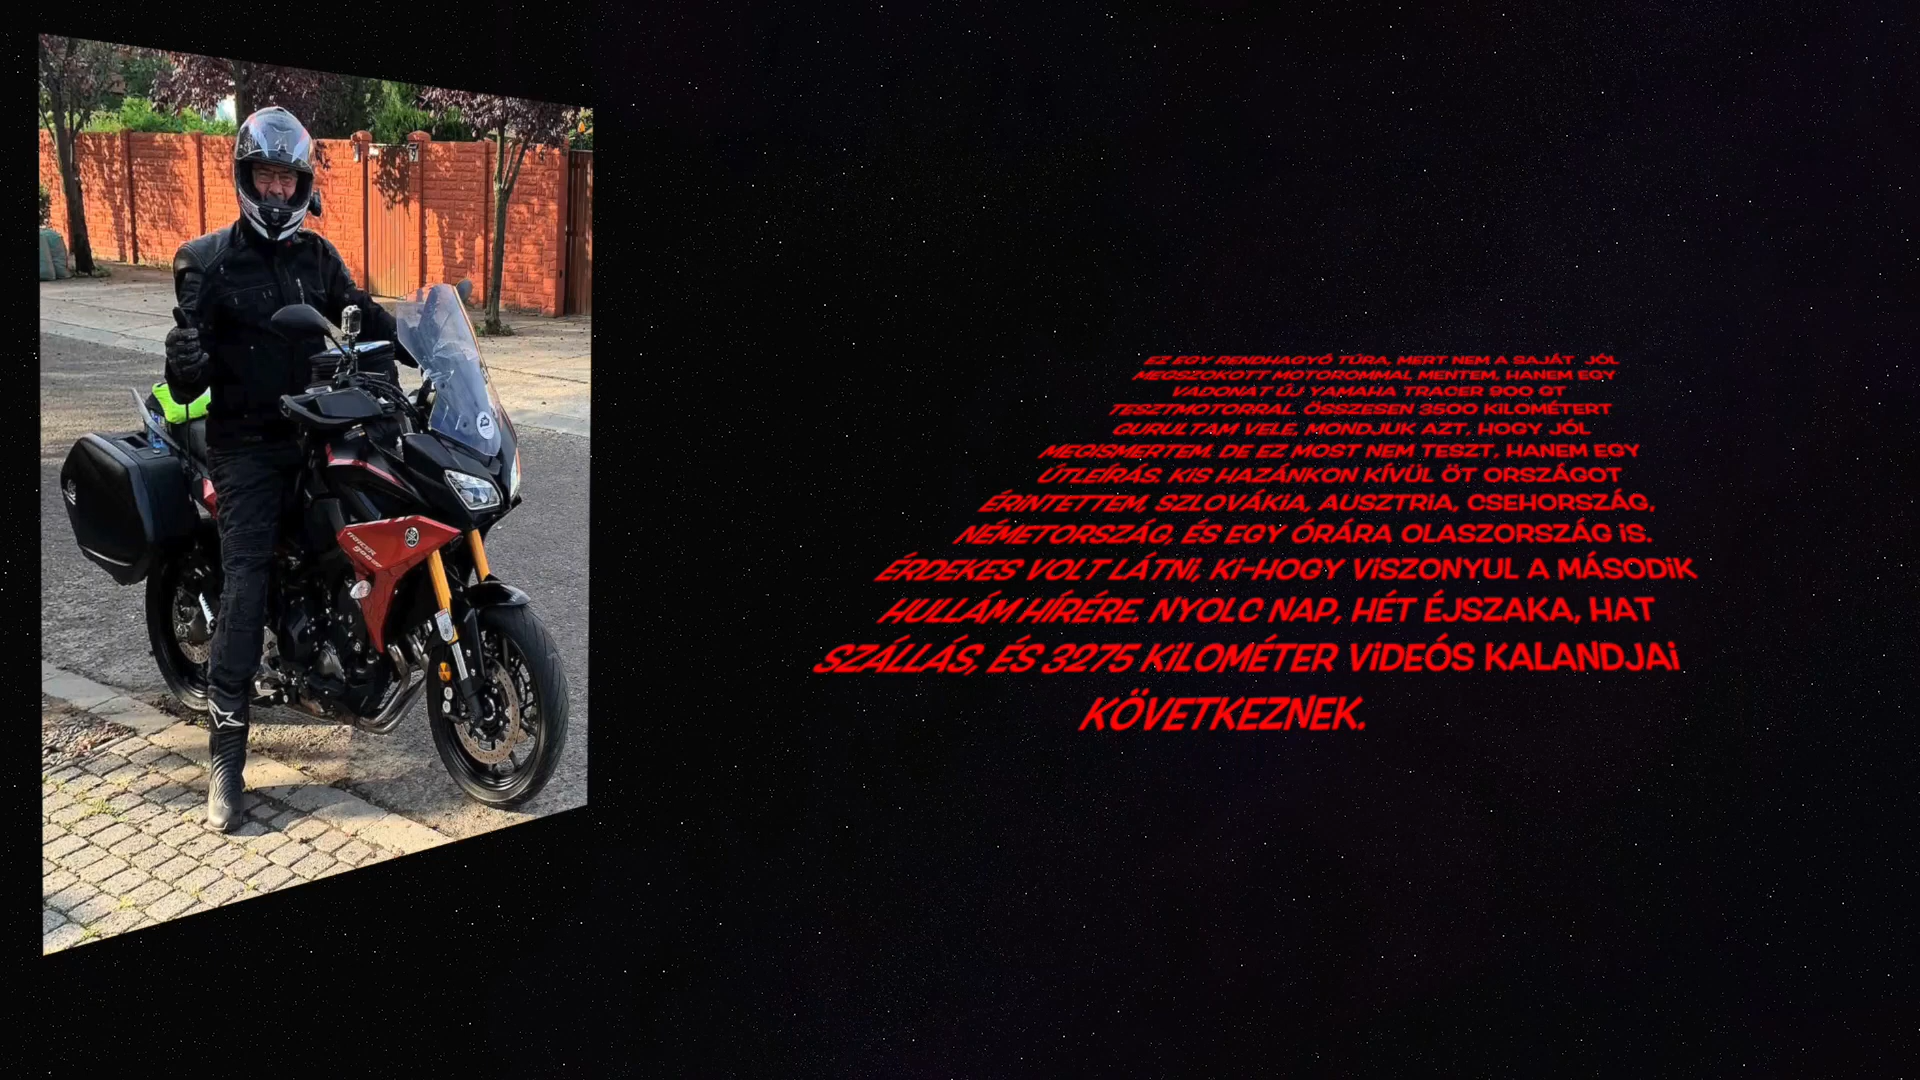 EZ EGY RENDHAGYÓ TÚRA, MERT NEM A SAJÁT JÓL
MEGSZOKOTT MOTOROMMAL MENTEM, HANEM EGY
VADONAT ÚJ YAMAHA TRACER 900 GT
TESZTMOTORRAL. ÖSSZESEN 3500 KiLOMÉTERT
GURULTAM VELE, MONDJUK AZT, HOGY JÓL
MEGISMERTEM. DE EZ MOST NEM TESZT, HANEM EGY
ÚTLEÍRÁS. KiS HAZÁNKON KÍVÜL ÖT ORSZÁGOT
ÉRiNTETTEM, SZLOVÁKiA, AUSZTRiA, CSEHORSZÁG,
NÉMETORSZÁG, ÉS EGY ÓRÁRA OLASZORSZÁG iS.
ÉRDEKES VOLT LÁTNi, Ki-HOGY ViSZONYUL A MÁSODiK
HULLÁM HÍRÉRE. NYOLC NAP, HÉT ÉJSZAKA, HAT
SZÁLLÁS, ÉS 3275 KiLOMÉTER ViDEÓS KALANDJAi
KÖVETKEZNEK.
TRACER